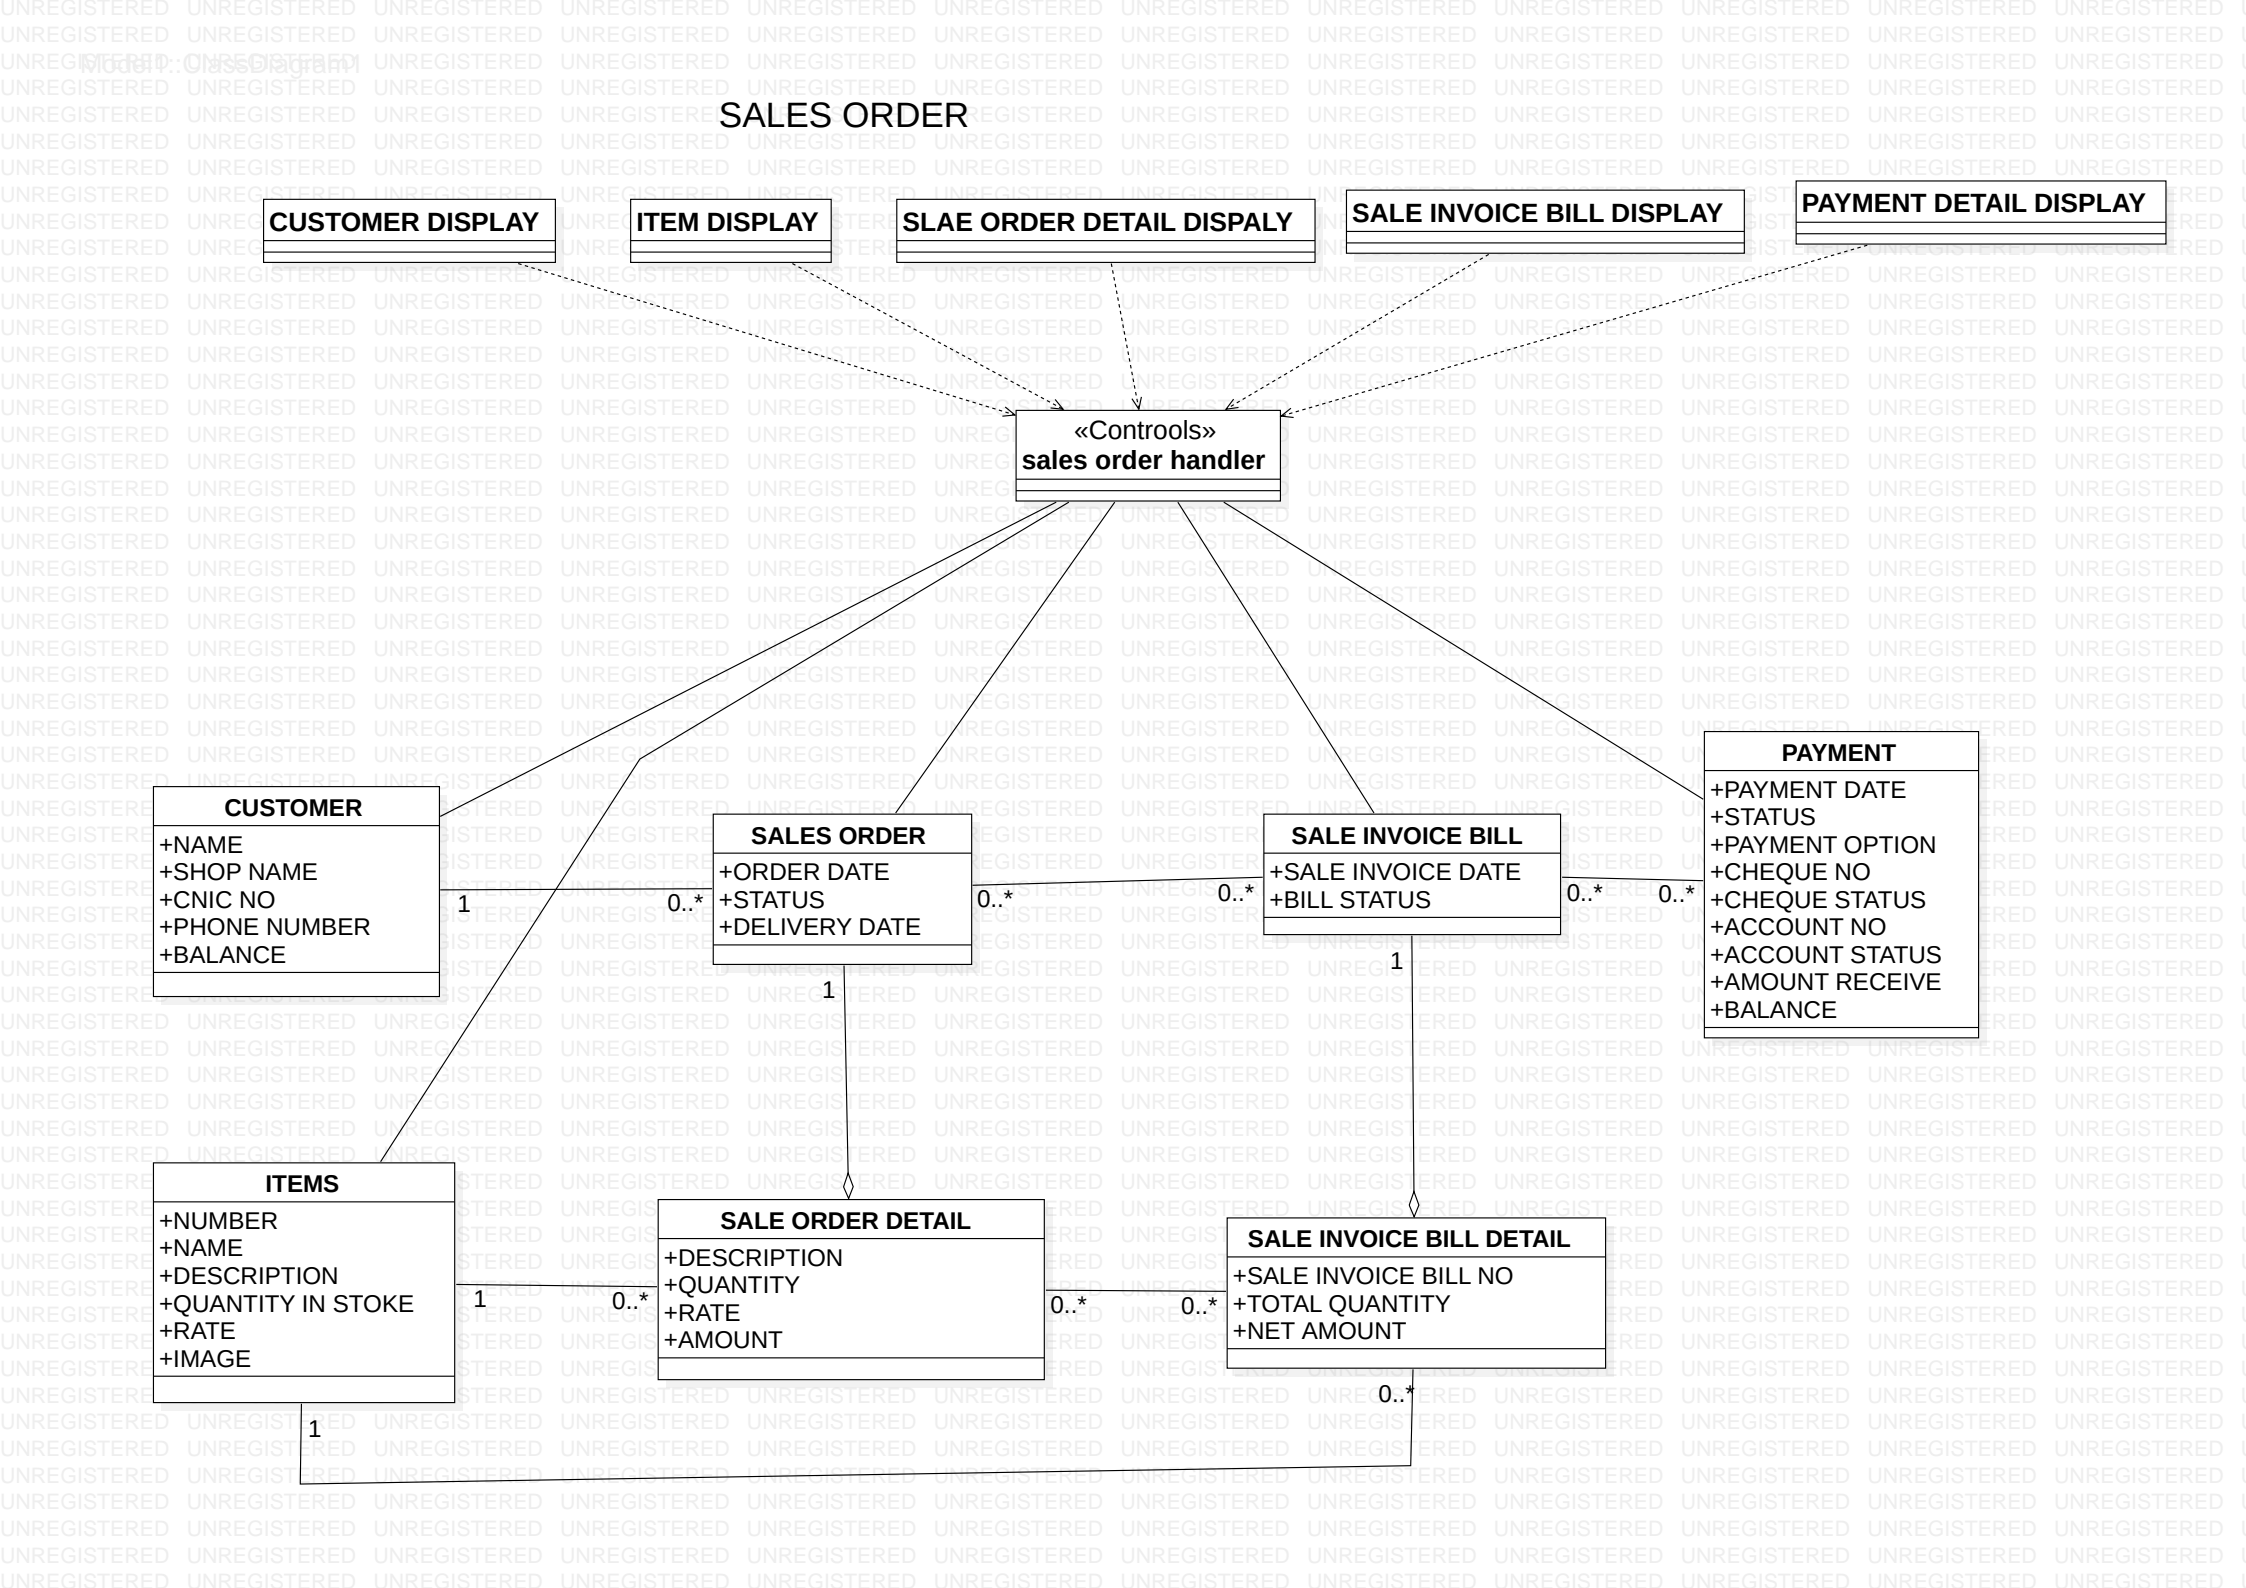 Model1::ClassDiagram1
SALES ORDER
CUSTOMER DISPLAY
ITEM DISPLAY
SLAE ORDER DETAIL DISPALY
SALE INVOICE BILL DISPLAY
PAYMENT DETAIL DISPLAY
«Controols»
sales order handler
CUSTOMER
+NAME
+SHOP NAME
+CNIC NO
+PHONE NUMBER
+BALANCE
1
0..*
SALES ORDER
+ORDER DATE
+STATUS
+DELIVERY DATE
0..*
0..*
1
SALE INVOICE BILL
+SALE INVOICE DATE
+BILL STATUS
0..*
0..*
1
PAYMENT
+PAYMENT DATE
+STATUS
+PAYMENT OPTION
+CHEQUE NO
+CHEQUE STATUS
+ACCOUNT NO
+ACCOUNT STATUS
+AMOUNT RECEIVE
+BALANCE
ITEMS
+NUMBER
+NAME
+DESCRIPTION
+QUANTITY IN STOKE
+RATE
+IMAGE
1
0..*
1
SALE ORDER DETAIL
+DESCRIPTION
+QUANTITY
+RATE
+AMOUNT
0..*
0..*
SALE INVOICE BILL DETAIL
+SALE INVOICE BILL NO
+TOTAL QUANTITY
+NET AMOUNT
0..*
UNREGISTERED